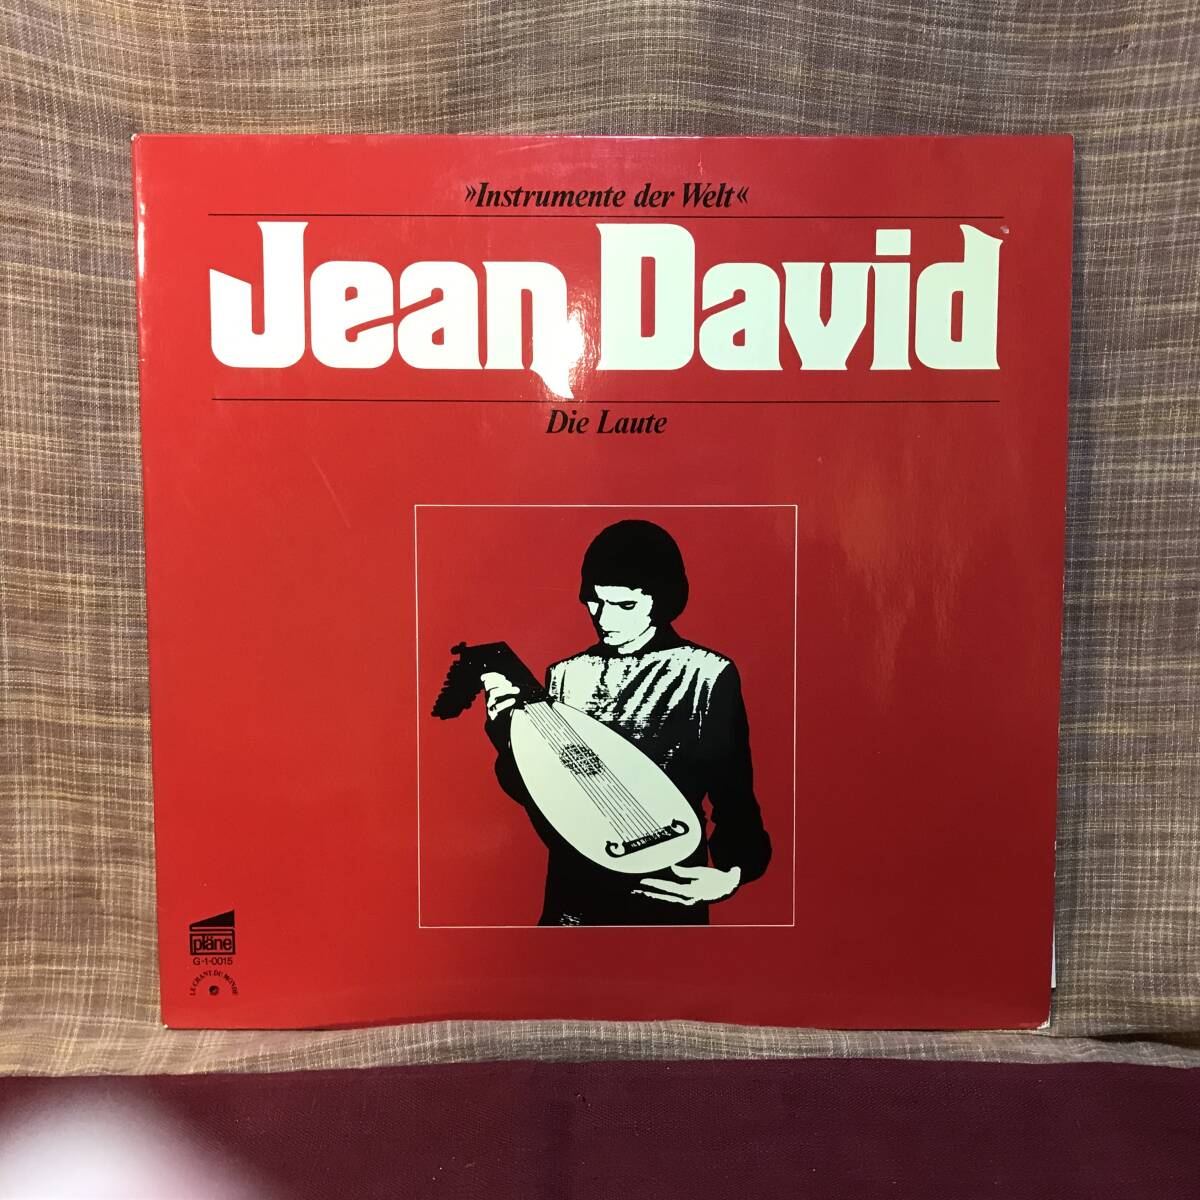 »Instrumente der Welt«
Jean David
Die Laute
pläne
G-1-0015
LE CHANT DU MONDE